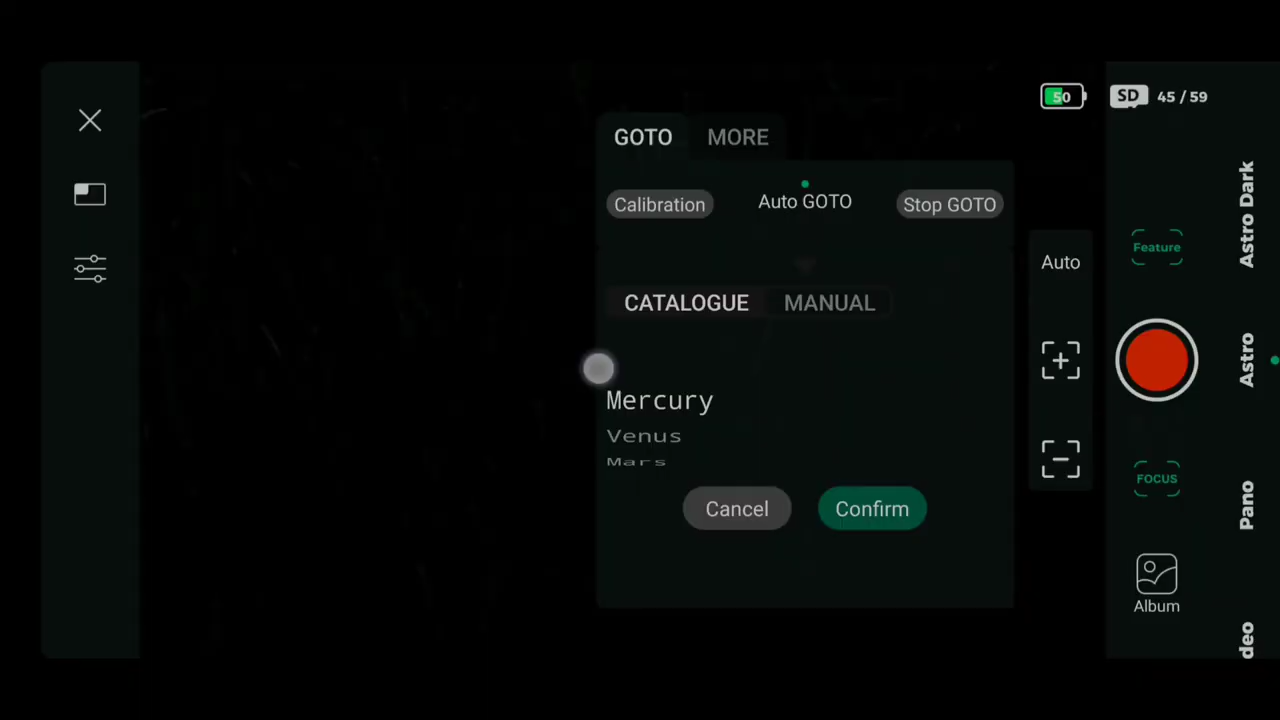 50
SD 45 / 59
GOTO MORE
Calibration Auto GOTO Stop GOTO
CATALOGUE MANUAL
Mercury
Venus
Mars
Cancel Confirm
Auto
Feature
FOCUS
Album
Astro Dark
Astro
Pano
deo